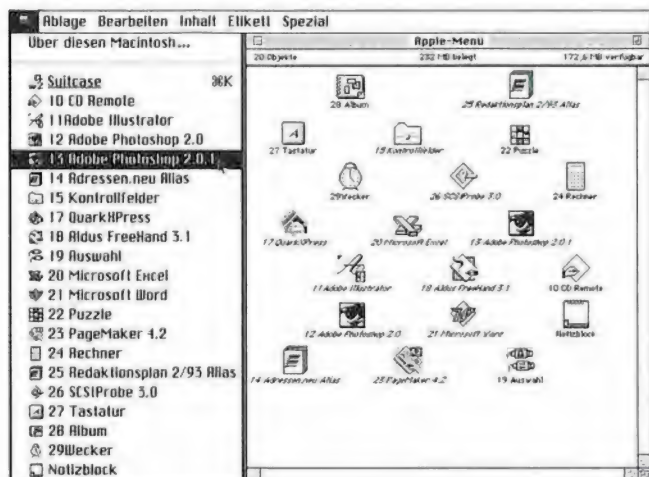 Ablage Bearbeiten Inhalt Etikett Spezial
Über diesen Macintosh...
Suitcase ⌘K
10 CD Remote
11Adobe Illustrator
12 Adobe Photoshop 2.0
13 Adobe Photoshop 2.0.1
14 Adressen.neu Alias
15 Kontrollfelder
17 QuarkXPress
18 Aldus FreeHand 3.1
19 Auswahl
20 Microsoft Excel
21 Microsoft Word
22 Puzzle
23 PageMaker 4.2
24 Rechner
25 Redaktionsplan 2/93 Alias
26 SCSIProbe 3.0
27 Tastatur
28 Album
29Wecker
Notizblock
Apple-Menü
20 Objekte 232 MB belegt 172,6 MB verfügbar
28 Album 25 Redaktionsplan 2/93 Alias
27 Tastatur 15 Kontrollfelder 22 Puzzle
29Wecker 26 SCSIProbe 3.0 24 Rechner
17 QuarkXPress 20 Microsoft Excel 13 Adobe Photoshop 2.0.1
11Adobe Illustrator 18 Aldus FreeHand 3.1 10 CD Remote
12 Adobe Photoshop 2.0 21 Microsoft Word Notizblock
14 Adressen.neu Alias 23 PageMaker 4.2 19 Auswahl